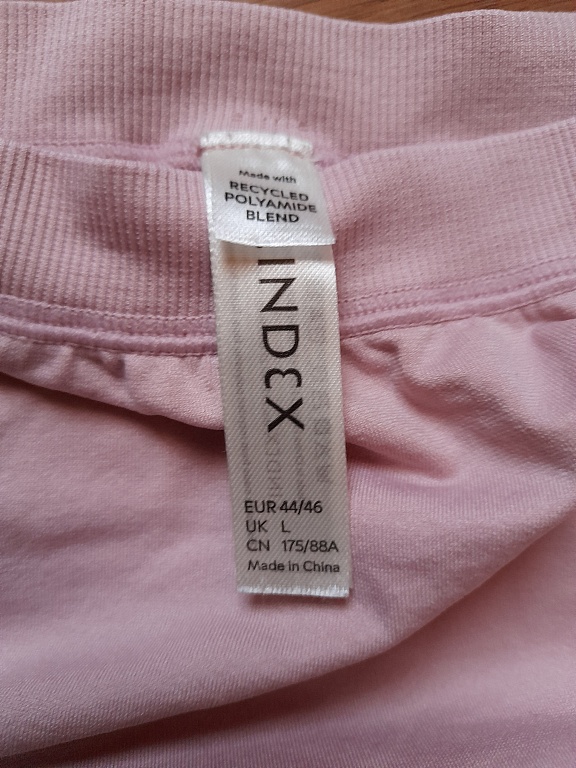 Made with
RECYCLED
POLYAMIDE
BLEND
INDEX
EUR 44/46
UK L
CN 175/88A
Made in China